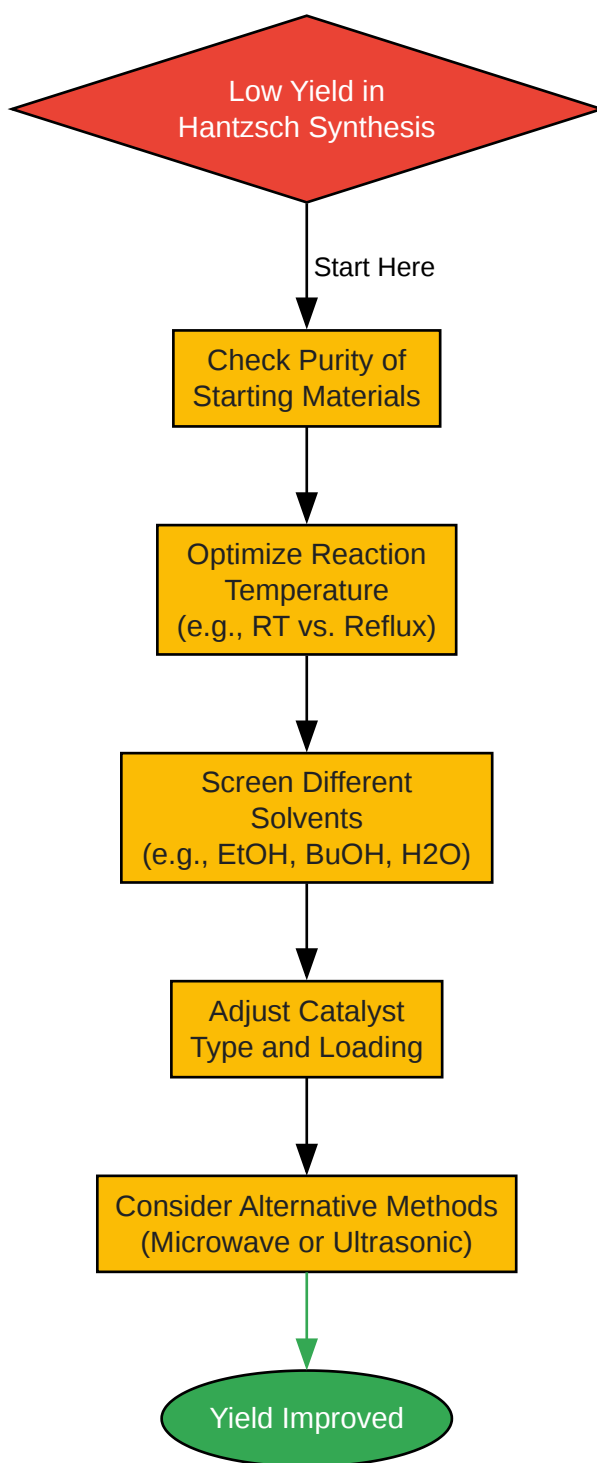 Low Yield in
Hantzsch Synthesis
Start Here
Check Purity of
Starting Materials
Optimize Reaction
Temperature
(e.g., RT vs. Reflux)
Screen Different
Solvents
(e.g., EtOH, BuOH, H2O)
Adjust Catalyst
Type and Loading
Consider Alternative Methods
(Microwave or Ultrasonic)
Yield Improved